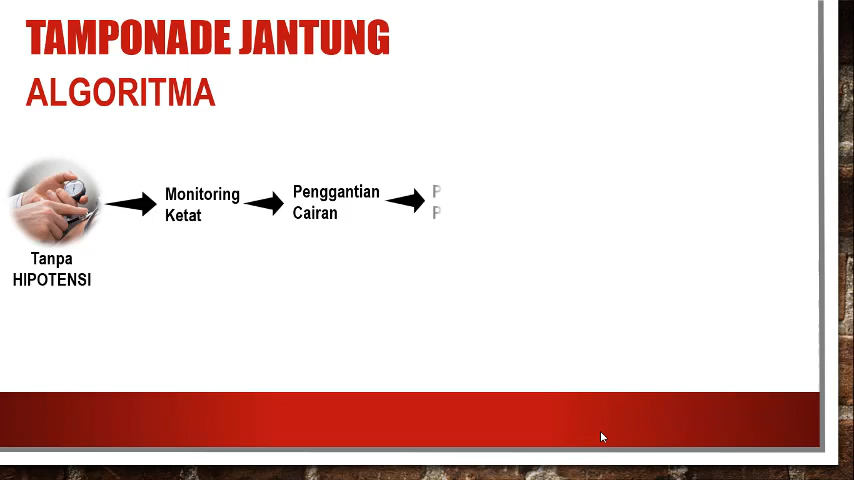 TAMPONADE JANTUNG
ALGORITMA
Monitoring
Ketat
Penggantian
Cairan
Tanpa
HIPOTENSI